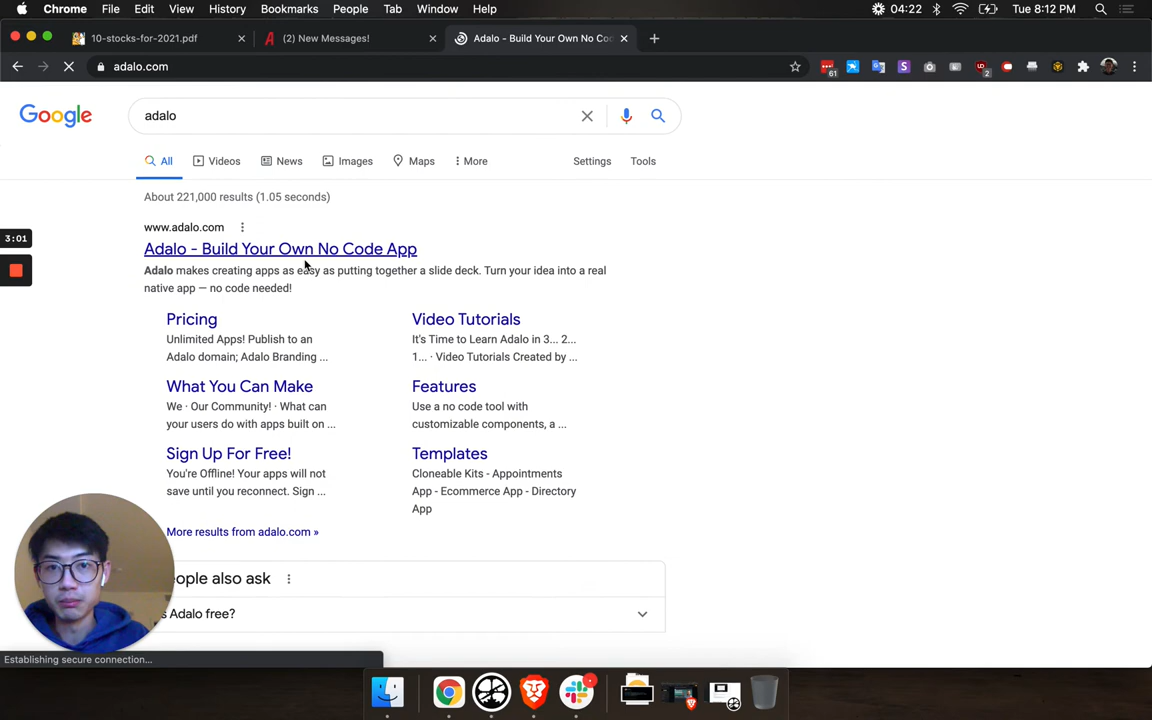 Chrome File Edit View History Bookmarks People Tab Window Help 04:22 Tue 8:12 PM
10-stocks-for-2021.pdf (2) New Messages! Adalo - Build Your Own No Co
adalo.com 61 2
Google adalo
All Videos News Images Maps More Settings Tools
About 221,000 results (1.05 seconds)
3:01
www.adalo.com
Adalo - Build Your Own No Code App
Adalo makes creating apps as easy as putting together a slide deck. Turn your idea into a real
native app — no code needed!
Pricing
Unlimited Apps! Publish to an
Adalo domain; Adalo Branding ...
Video Tutorials
It's Time to Learn Adalo in 3... 2...
1... · Video Tutorials Created by ...
What You Can Make
We · Our Community! · What can
your users do with apps built on ...
Features
Use a no code tool with
customizable components, a ...
Sign Up For Free!
You're Offline! Your apps will not
save until you reconnect. Sign ...
Templates
Cloneable Kits - Appointments
App - Ecommerce App - Directory
App
More results from adalo.com »
eople also ask
s Adalo free?
Establishing secure connection...